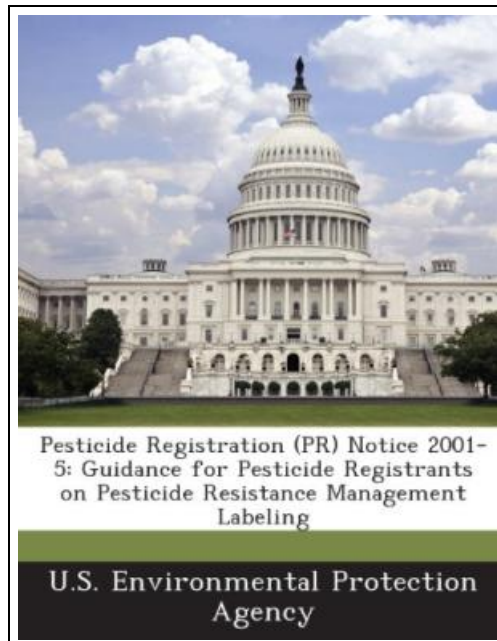 Pesticide Registration (PR) Notice 2001-
5: Guidance for Pesticide Registrants
on Pesticide Resistance Management
Labeling
U.S. Environmental Protection
Agency